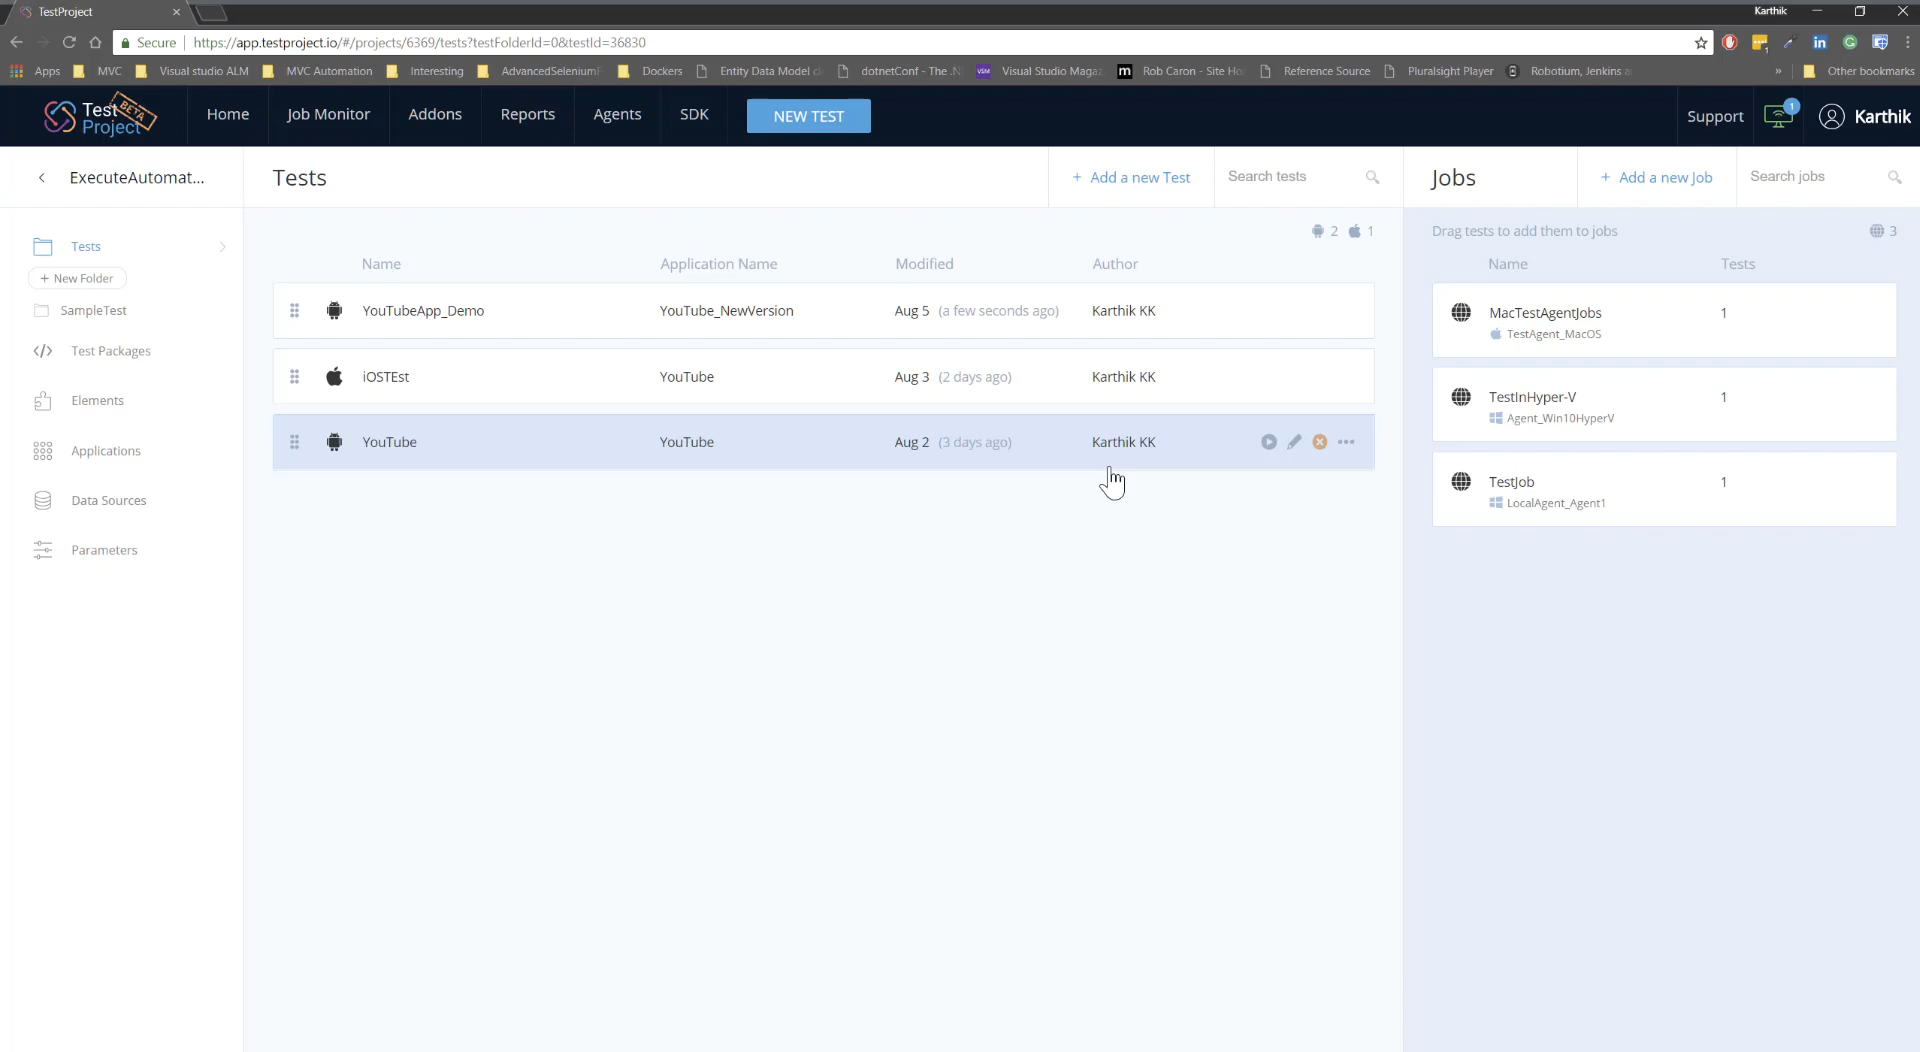 TestProject
Karthik
Secure
https://app.testproject.io/#/projects/6369/tests?testFolderId=0&testId=36830
Apps MVC Visual studio ALM MVC Automation Interesting AdvancedSelenium Dockers Entity Data Model dotnetConf - The .N VSM Visual Studio Magaz m Rob Caron - Site Ho Reference Source Pluralsight Player Robotium, Jenkins » Other bookmarks
Test Project BETA
Home
Job Monitor
Addons
Reports
Agents
SDK
NEW TEST
Support
1
Karthik
ExecuteAutomat...
Tests
+ Add a new Test
Search tests
Jobs
+ Add a new Job
Search jobs
Tests
+ New Folder
SampleTest
Test Packages
Elements
Applications
Data Sources
Parameters
2 1
Name Application Name Modified Author
YouTubeApp_Demo YouTube_NewVersion Aug 5 (a few seconds ago) Karthik KK
iOSTEst YouTube Aug 3 (2 days ago) Karthik KK
YouTube YouTube Aug 2 (3 days ago) Karthik KK
Drag tests to add them to jobs 3
Name Tests
MacTestAgentJobs 1
TestAgent_MacOS
TestInHyper-V 1
Agent_Win10HyperV
TestJob 1
LocalAgent_Agent1